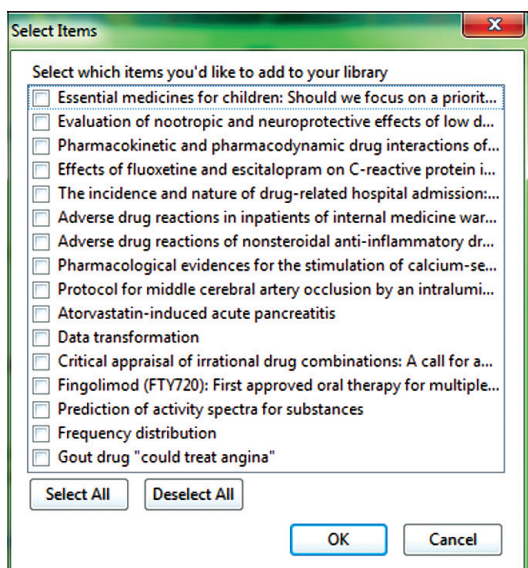 Select Items
X
Select which items you'd like to add to your library
Essential medicines for children: Should we focus on a priorit...
Evaluation of nootropic and neuroprotective effects of low d...
Pharmacokinetic and pharmacodynamic drug interactions of...
Effects of fluoxetine and escitalopram on C-reactive protein i...
The incidence and nature of drug-related hospital admission:...
Adverse drug reactions in inpatients of internal medicine war...
Adverse drug reactions of nonsteroidal anti-inflammatory dr...
Pharmacological evidences for the stimulation of calcium-se...
Protocol for middle cerebral artery occlusion by an intralumi...
Atorvastatin-induced acute pancreatitis
Data transformation
Critical appraisal of irrational drug combinations: A call for a...
Fingolimod (FTY720): First approved oral therapy for multiple...
Prediction of activity spectra for substances
Frequency distribution
Gout drug "could treat angina"
Select All Deselect All
OK Cancel